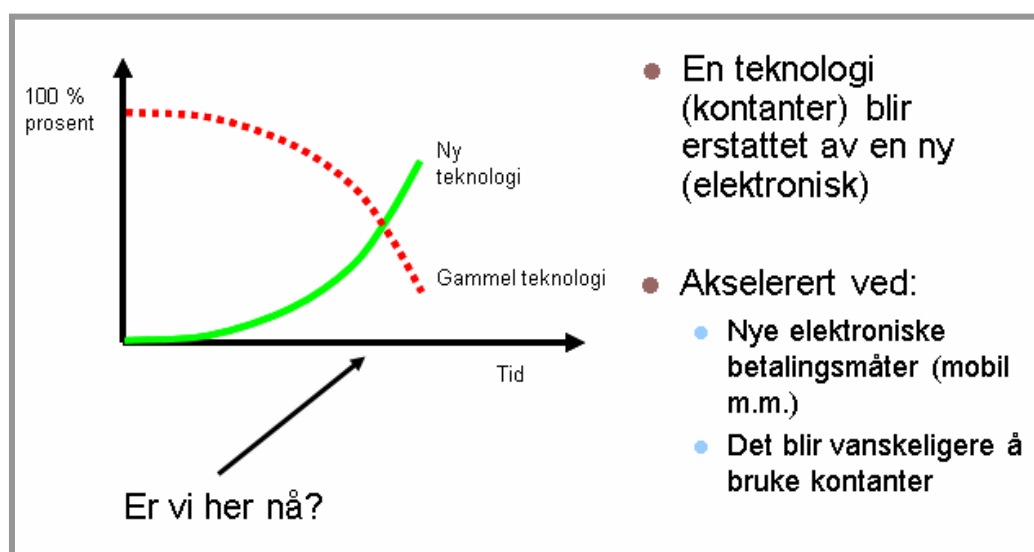 100 %
prosent
Ny
teknologi
Gammel teknologi
Tid
Er vi her nå?
● En teknologi
(kontanter) blir
erstattet av en ny
(elektronisk)
● Akselerert ved:
● Nye elektroniske
betalingsmåter (mobil
m.m.)
● Det blir vanskeligere å
bruke kontanter